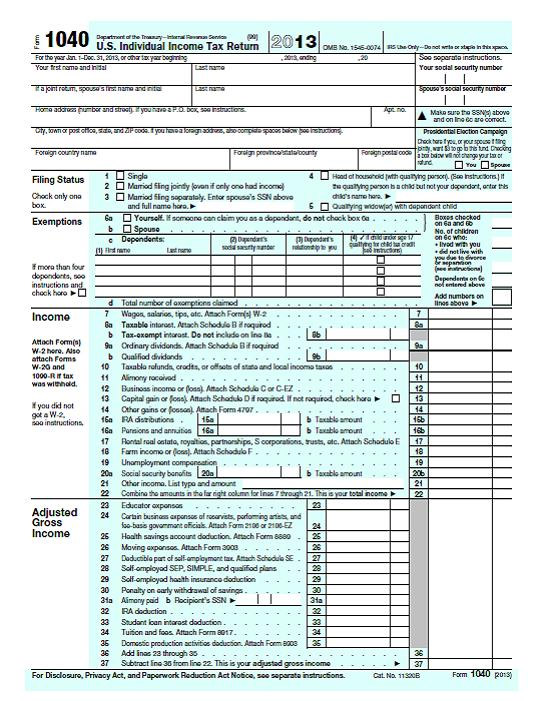 Form 1040 Department of the Treasury—Internal Revenue Service (99)
U.S. Individual Income Tax Return 2013 OMB No. 1545-0074 IRS Use Only—Do not write or staple in this space.
For the year Jan. 1–Dec. 31, 2013, or other tax year beginning , 2013, ending , 20 See separate instructions.
Your first name and initial Last name Your social security number
If a joint return, spouse's first name and initial Last name Spouse's social security number
Home address (number and street). If you have a P.O. box, see instructions. Apt. no.
▲ Make sure the SSN(s) above
and on line 6c are correct.
City, town or post office, state, and ZIP code. If you have a foreign address, also complete spaces below (see instructions).
Foreign country name Foreign province/state/county Foreign postal code
Presidential Election Campaign
Check here if you, or your spouse if filing
jointly, want $3 to go to this fund. Checking
a box below will not change your tax or
refund. You Spouse
Filing Status
Check only one
box.
1 Single
2 Married filing jointly (even if only one had income)
3 Married filing separately. Enter spouse's SSN above
and full name here. ►
4 Head of household (with qualifying person). (See instructions.) If
the qualifying person is a child but not your dependent, enter this
child's name here. ►
5 Qualifying widow(er) with dependent child
Exemptions
6a Yourself. If someone can claim you as a dependent, do not check box 6a
b Spouse
c Dependents:
(1) First name Last name
(2) Dependent's
social security number
(3) Dependent's
relationship to you
(4) ✓ if child under age 17
qualifying for child tax credit
(see instructions)
If more than four
dependents, see
instructions and
check here ►
d Total number of exemptions claimed
Boxes checked
on 6a and 6b
No. of children
on 6c who:
• lived with you
• did not live with
you due to divorce
or separation
(see instructions)
Dependents on 6c
not entered above
Add numbers on
lines above ►
Income
Attach Form(s)
W-2 here. Also
attach Forms
W-2G and
1099-R if tax
was withheld.
If you did not
get a W-2,
see instructions.
7 Wages, salaries, tips, etc. Attach Form(s) W-2 7
8a Taxable interest. Attach Schedule B if required 8a
b Tax-exempt interest. Do not include on line 8a 8b
9a Ordinary dividends. Attach Schedule B if required 9a
b Qualified dividends 9b
10 Taxable refunds, credits, or offsets of state and local income taxes 10
11 Alimony received 11
12 Business income or (loss). Attach Schedule C or C-EZ 12
13 Capital gain or (loss). Attach Schedule D if required. If not required, check here ► 13
14 Other gains or (losses). Attach Form 4797 14
15a IRA distributions 15a b Taxable amount 15b
16a Pensions and annuities 16a b Taxable amount 16b
17 Rental real estate, royalties, partnerships, S corporations, trusts, etc. Attach Schedule E 17
18 Farm income or (loss). Attach Schedule F 18
19 Unemployment compensation 19
20a Social security benefits 20a b Taxable amount 20b
21 Other income. List type and amount 21
22 Combine the amounts in the far right column for lines 7 through 21. This is your total income ► 22
Adjusted
Gross
Income
23 Educator expenses 23
24 Certain business expenses of reservists, performing artists, and
fee-basis government officials. Attach Form 2106 or 2106-EZ 24
25 Health savings account deduction. Attach Form 8889 25
26 Moving expenses. Attach Form 3903 26
27 Deductible part of self-employment tax. Attach Schedule SE 27
28 Self-employed SEP, SIMPLE, and qualified plans 28
29 Self-employed health insurance deduction 29
30 Penalty on early withdrawal of savings 30
31a Alimony paid b Recipient's SSN ► 31a
32 IRA deduction 32
33 Student loan interest deduction 33
34 Tuition and fees. Attach Form 8917 34
35 Domestic production activities deduction. Attach Form 8903 35
36 Add lines 23 through 35 36
37 Subtract line 36 from line 22. This is your adjusted gross income ► 37
For Disclosure, Privacy Act, and Paperwork Reduction Act Notice, see separate instructions. Cat. No. 11320B Form 1040 (2013)